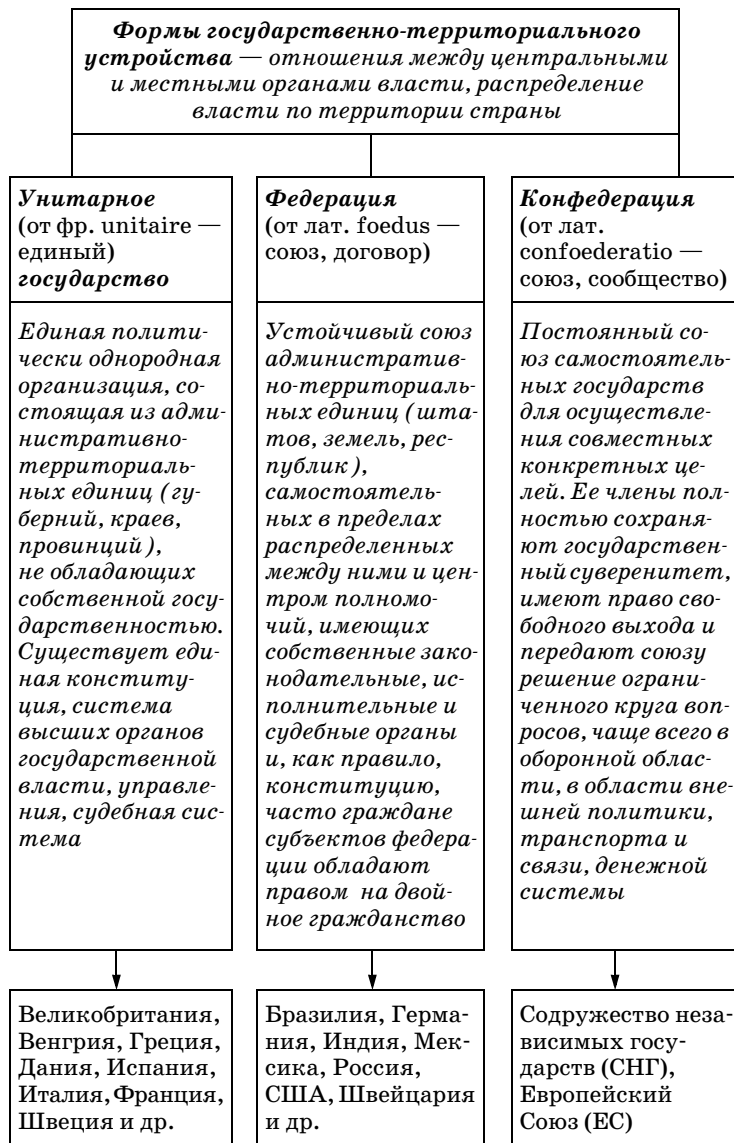 Формы государственно-территориального
устройства — отношения между центральными
и местными органами власти, распределение
власти по территории страны
Унитарное
(от фр. unitaire —
единый)
государство
Единая полити-
чески однородная
организация, со-
стоящая из адми-
нистративно-
территориаль-
ных единиц (гу-
берний, краев,
провинций),
не обладающих
собственной госу-
дарственностью.
Существует еди-
ная конститу-
ция, система
высших органов
государственной
власти, управле-
ния, судебная сис-
тема
Великобритания,
Венгрия, Греция,
Дания, Испания,
Италия, Франция,
Швеция и др.
Федерация
(от лат. foedus —
союз, договор)
Устойчивый союз
административ-
но-территориаль-
ных единиц (шта-
тов, земель, рес-
публик),
самостоятель-
ных в пределах
распределенных
между ними и цен-
тром полномо-
чий, имеющих
собственные зако-
нодательные, ис-
полнительные и
судебные органы
и, как правило,
конституцию,
часто граждане
субъектов федера-
ции обладают
правом на двой-
ное гражданство
Бразилия, Герма-
ния, Индия, Мек-
сика, Россия,
США, Швейцария
и др.
Конфедерация
(от лат.
confoederatio —
союз, сообщество)
Постоянный со-
юз самостоятель-
ных государств
для осуществле-
ния совместных
конкретных це-
лей. Ее члены пол-
ностью сохраня-
ют государствен-
ный суверенитет,
имеют право сво-
бодного выхода и
передают союзу
решение ограни-
ченного круга воп-
росов, чаще всего в
оборонной облас-
ти, в области вне-
шней политики,
транспорта и
связи, денежной
системы
Содружество неза-
висимых госу-
дарств (СНГ),
Европейский
Союз (ЕС)